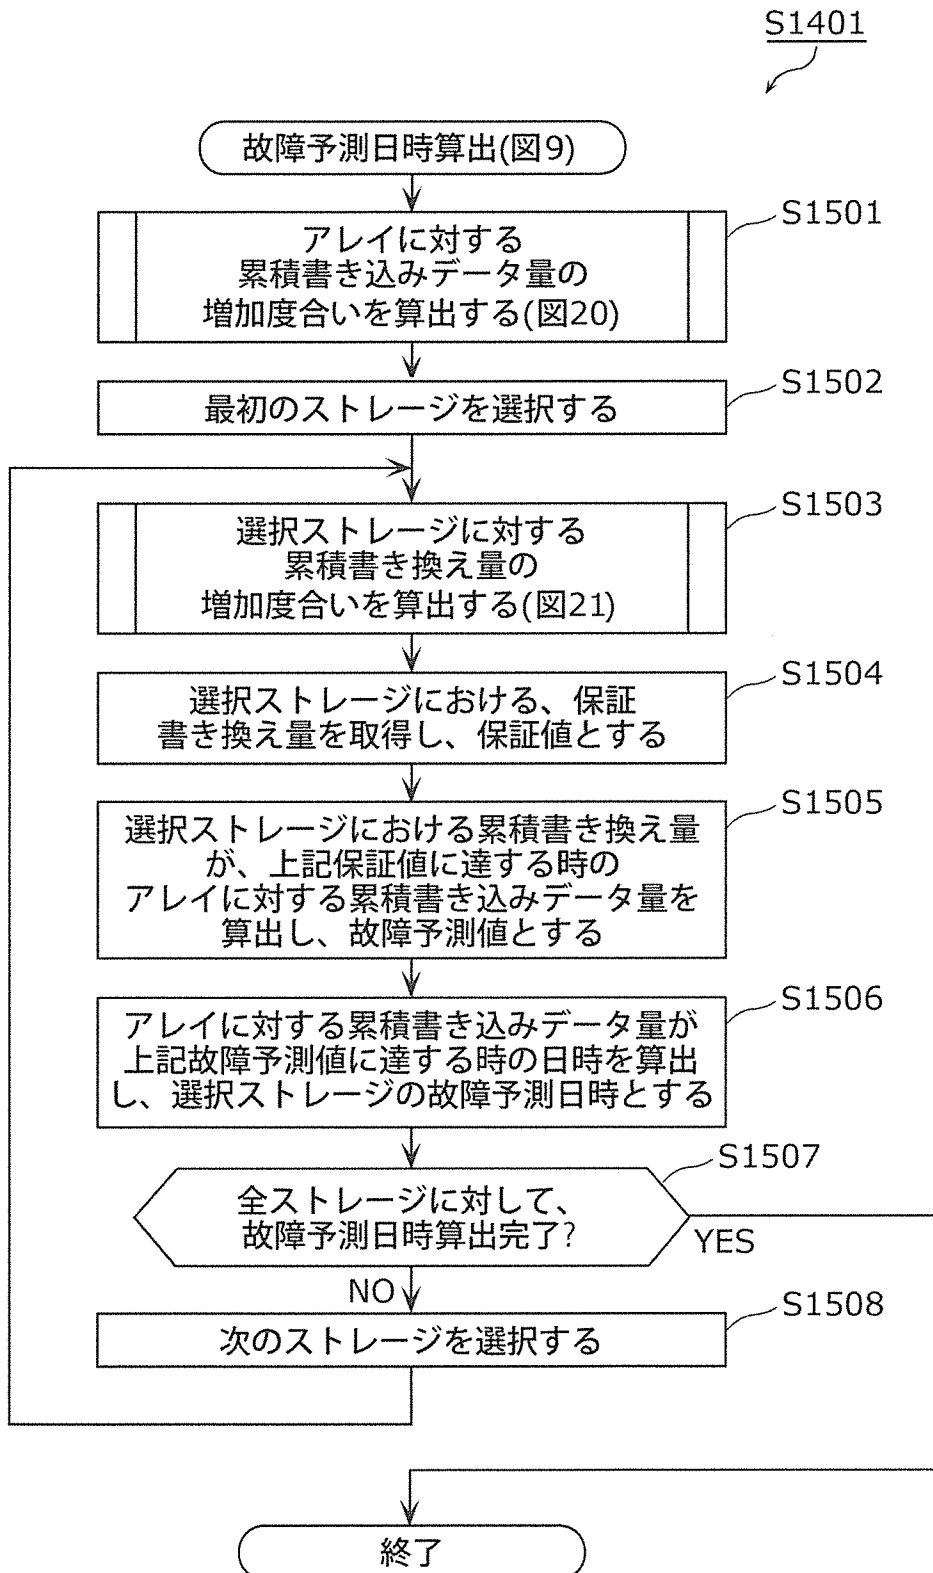 S1401
故障予測日時算出(図9)
S1501
アレイに対する
累積書き込みデータ量の
増加度合いを算出する(図20)
S1502
最初のストレージを選択する
S1503
選択ストレージに対する
累積書き換え量の
増加度合いを算出する(図21)
S1504
選択ストレージにおける、保証
書き換え量を取得し、保証値とする
S1505
選択ストレージにおける累積書き換え量
が、上記保証値に達する時の
アレイに対する累積書き込みデータ量を
算出し、故障予測値とする
S1506
アレイに対する累積書き込みデータ量が
上記故障予測値に達する時の日時を算出
し、選択ストレージの故障予測日時とする
S1507
全ストレージに対して、
故障予測日時算出完了?
YES
NO
S1508
次のストレージを選択する
終了